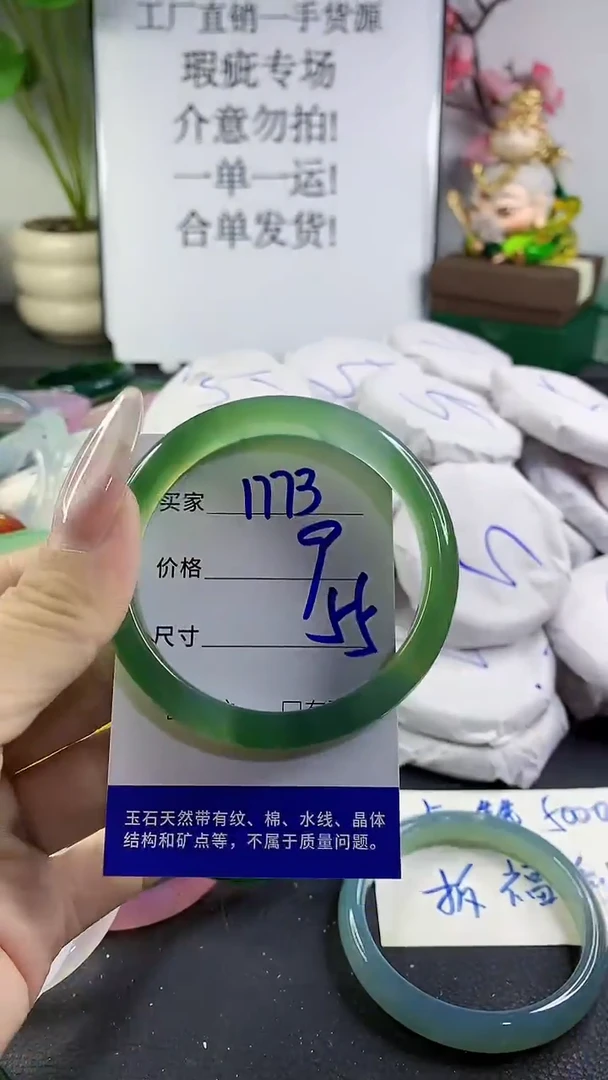 工厂直销一手货源
瑕疵专场
介意勿拍!
一单一运!
合单发货!
买家 1773
价格 9
尺寸 55
玉石天然带有纹、棉、水线、晶体
结构和矿点等，不属于质量问题。
5000
拆福